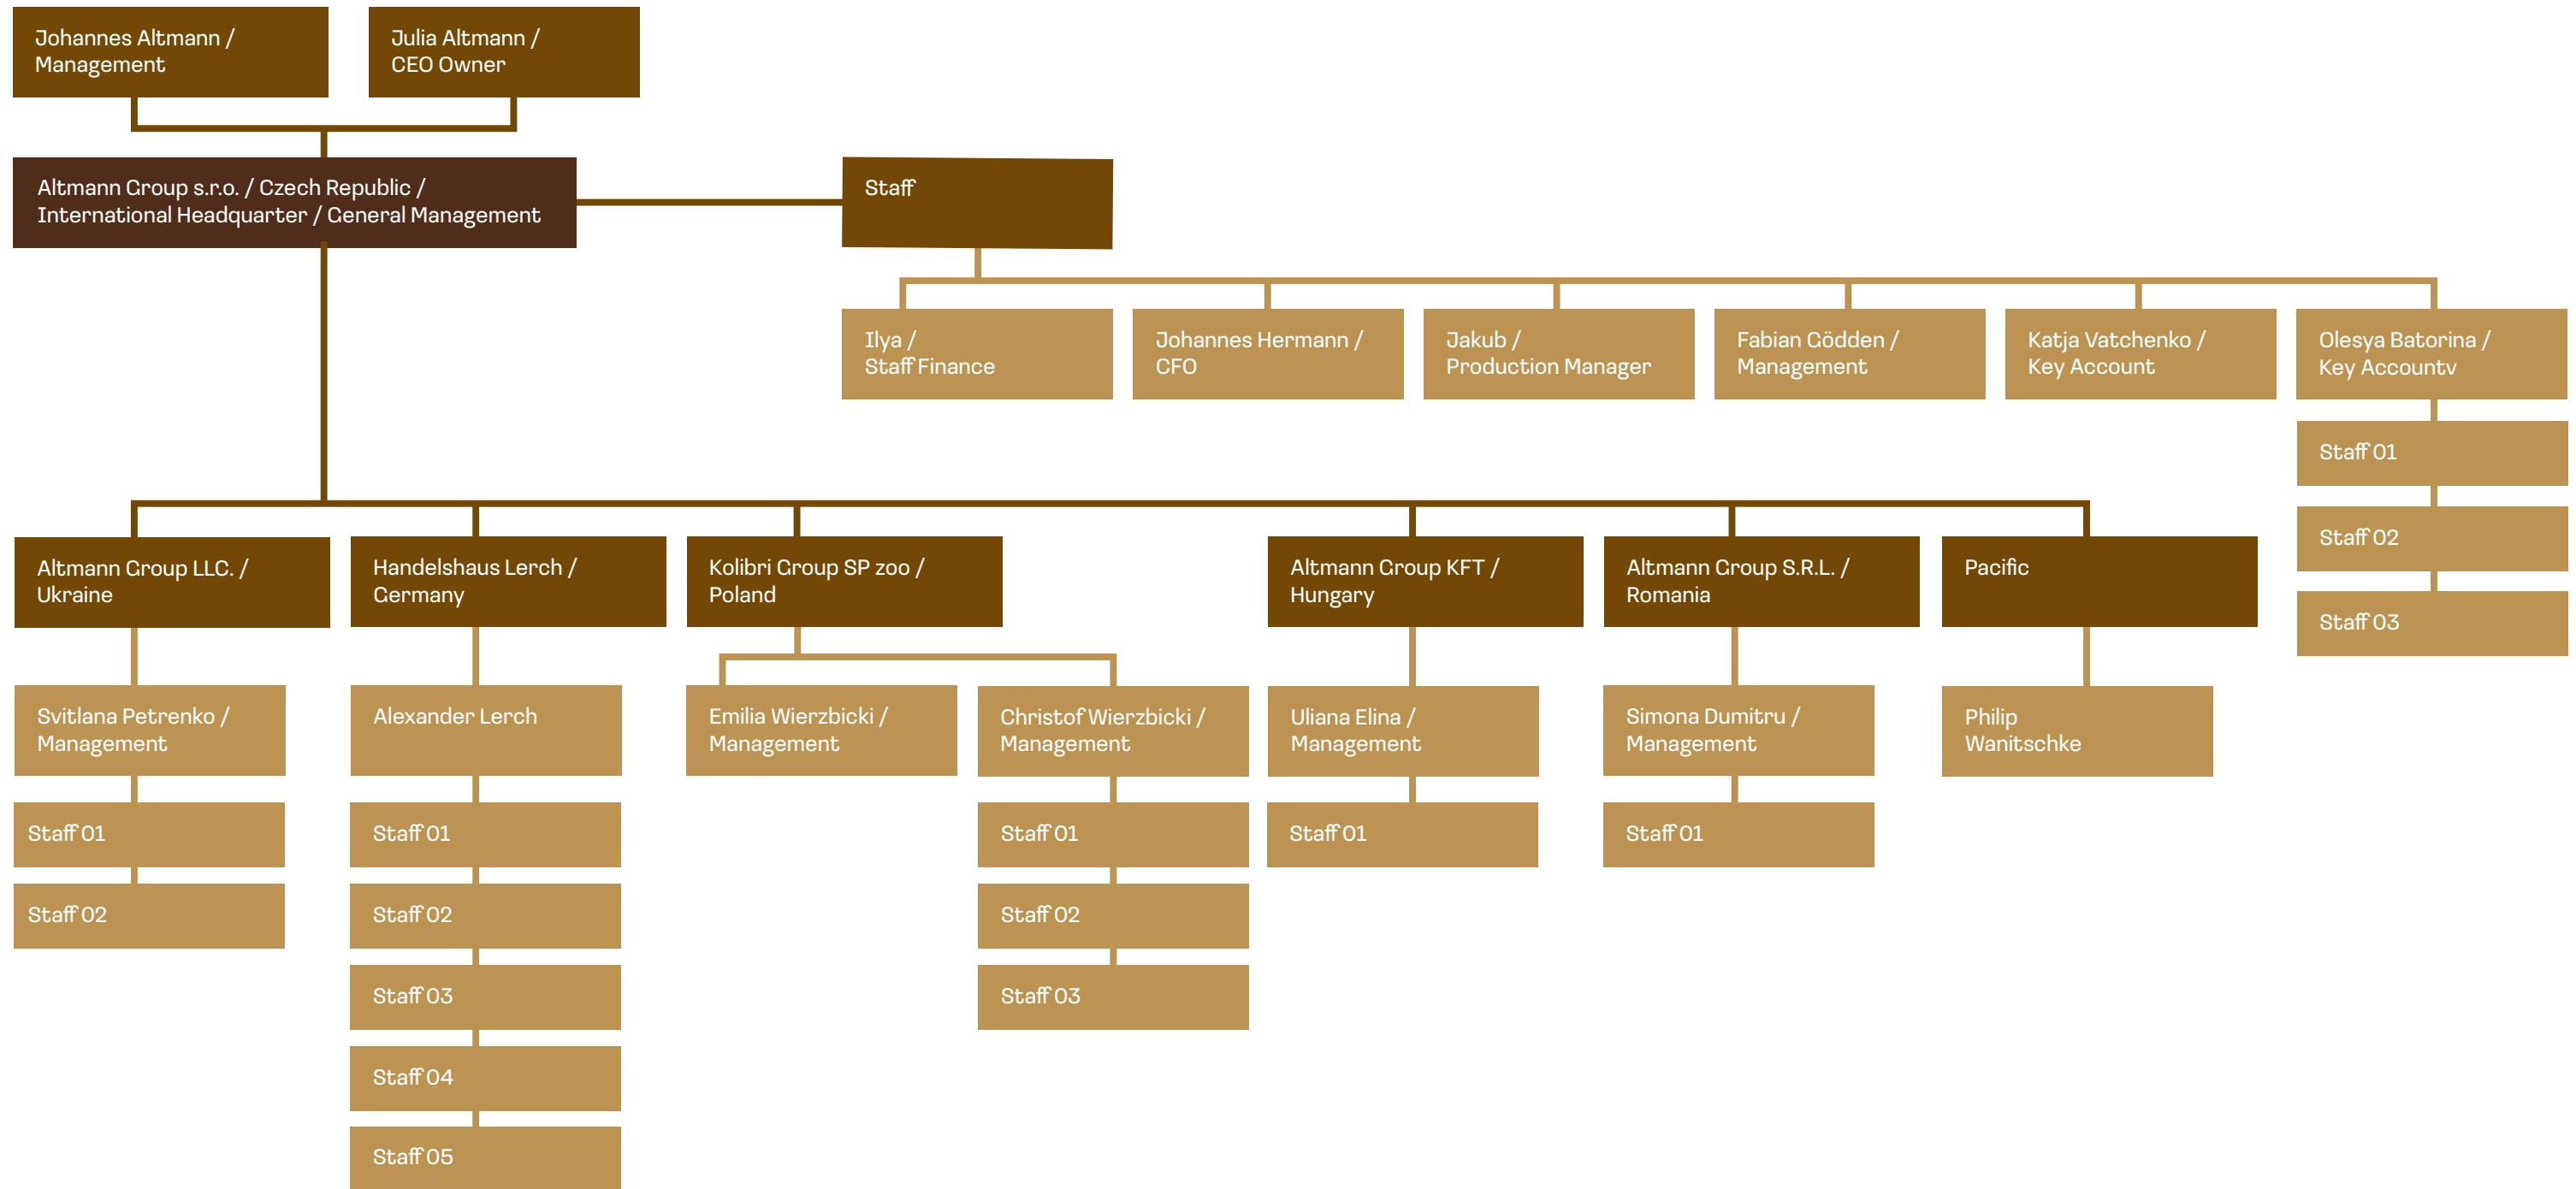 Johannes Altmann /
Management
Julia Altmann /
CEO Owner
Altmann Group s.r.o. / Czech Republic /
International Headquarter / General Management
Staff
Ilya /
Staff Finance
Johannes Hermann /
CFO
Jakub /
Production Manager
Fabian Gödden /
Management
Katja Vatchenko /
Key Account
Olesya Batorina /
Key Accountv
Staff 01
Staff 02
Staff 03
Altmann Group LLC. /
Ukraine
Handelshaus Lerch /
Germany
Kolibri Group SP zoo /
Poland
Altmann Group KFT /
Hungary
Altmann Group S.R.L. /
Romania
Pacific
Svitlana Petrenko /
Management
Alexander Lerch
Emilia Wierzbicki /
Management
Christof Wierzbicki /
Management
Uliana Elina /
Management
Simona Dumitru /
Management
Philip
Wanitschke
Staff 01
Staff 01
Staff 01
Staff 01
Staff 01
Staff 02
Staff 02
Staff 02
Staff 03
Staff 03
Staff 04
Staff 05